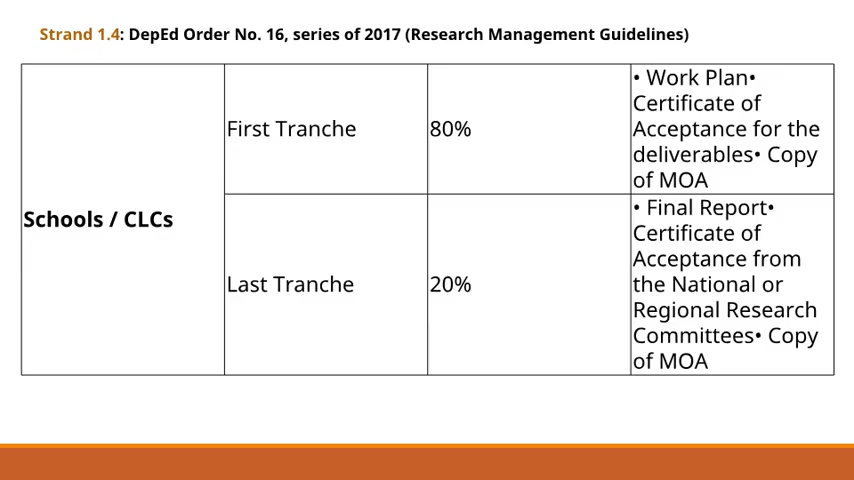 Strand 1.4: DepEd Order No. 16, series of 2017 (Research Management Guidelines)
Schools / CLCs
First Tranche
80%
• Work Plan•
Certificate of
Acceptance for the
deliverables• Copy
of MOA
Last Tranche
20%
• Final Report•
Certificate of
Acceptance from
the National or
Regional Research
Committees• Copy
of MOA